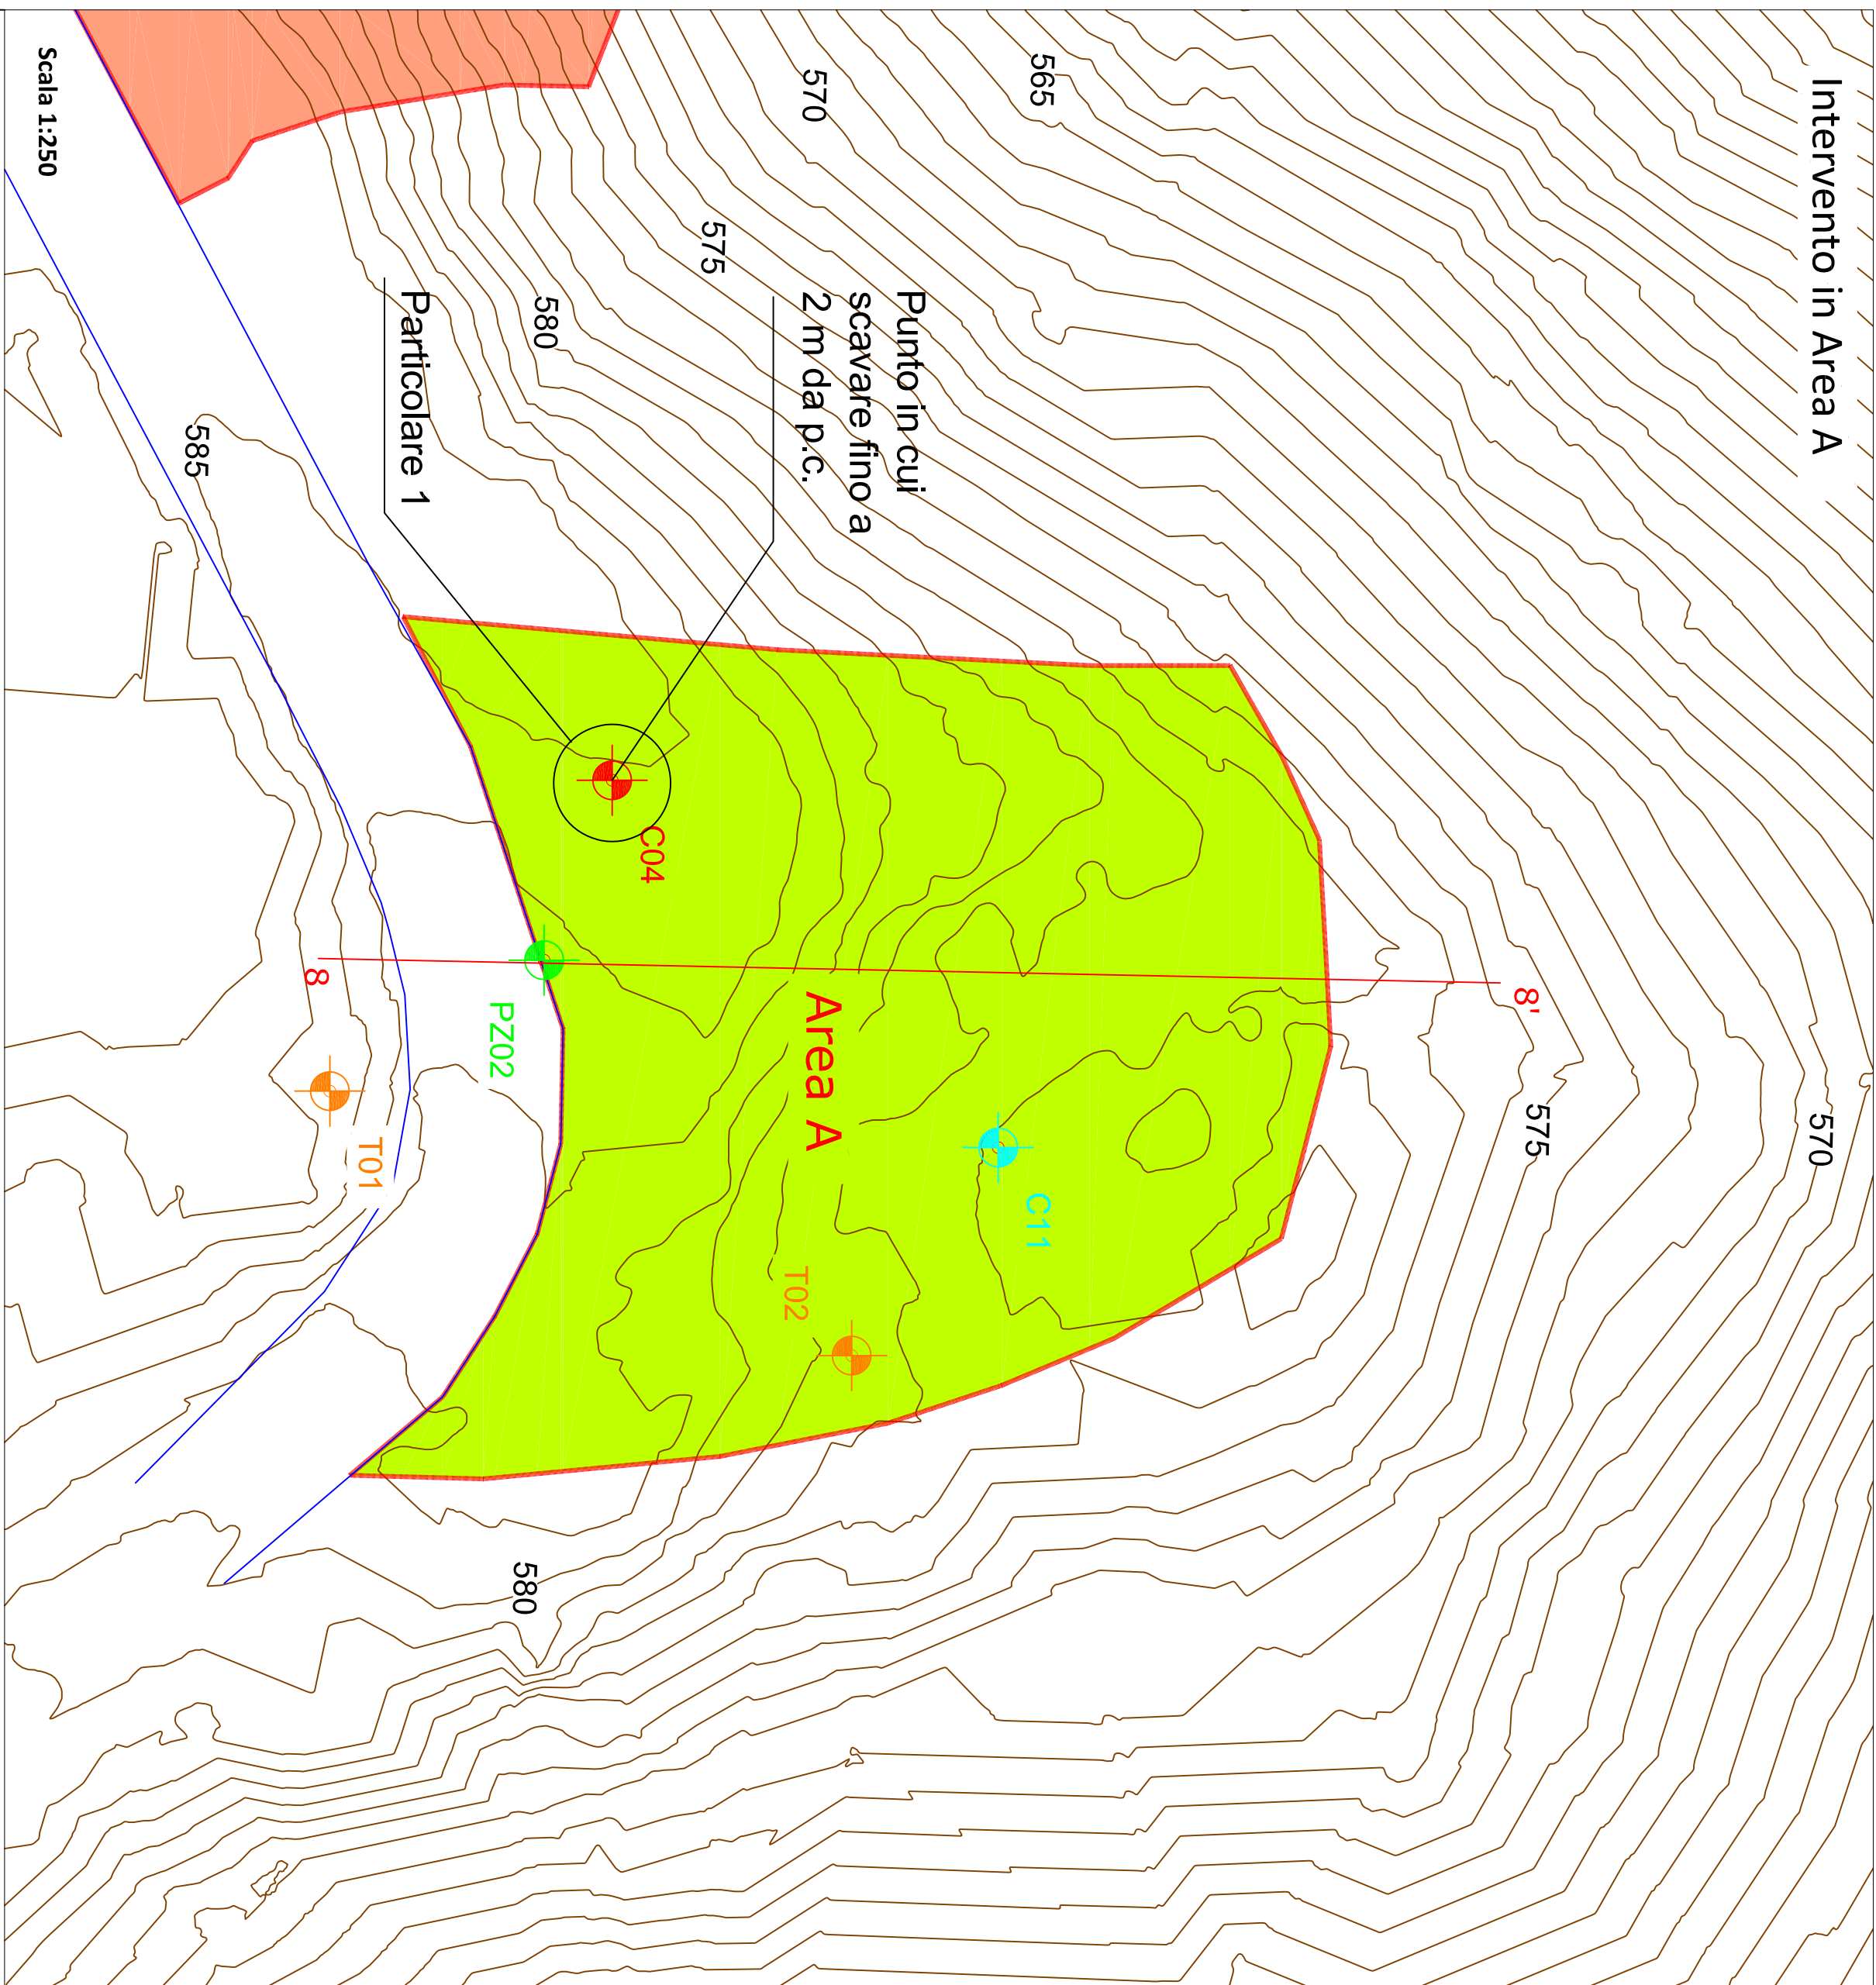 Intervento in Area A
565
570
575
580
585
Punto in cui
scavare fino a
2 m da p.c.
Particolare 1
C04
PZ02
Area A
8
8'
T01
C11
T02
570
575
580
Scala 1:250